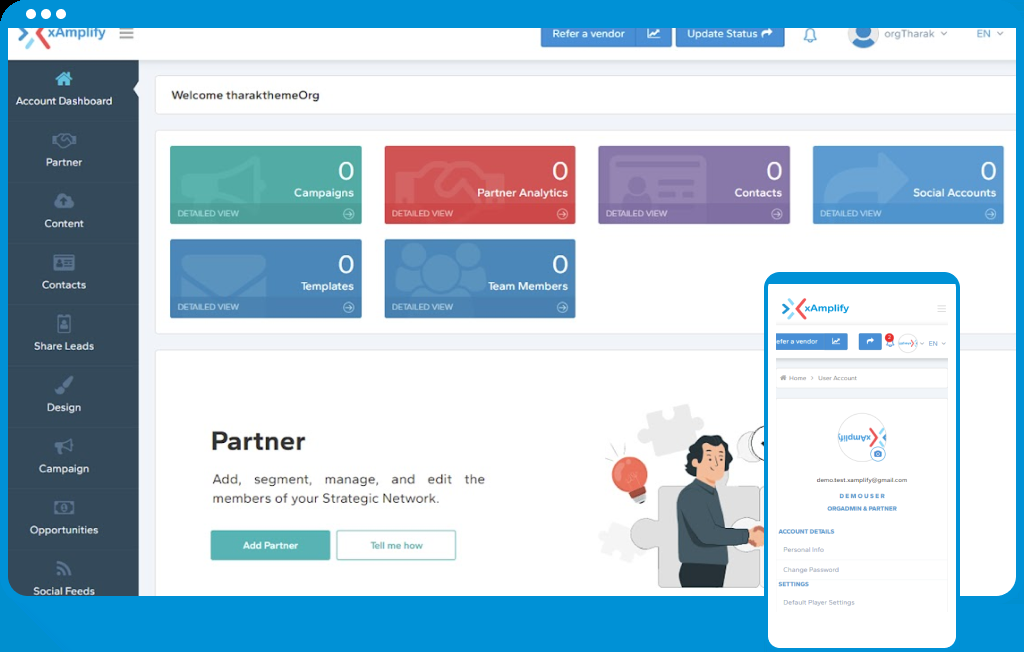 xAmplify
Refer a vendor
Update Status
orgTharak
EN
Account Dashboard
Partner
Content
Contacts
Share Leads
Design
Campaign
Opportunities
Social Feeds
Welcome tharakthemeOrg
0
Campaigns
DETAILED VIEW
0
Partner Analytics
DETAILED VIEW
0
Contacts
DETAILED VIEW
0
Social Accounts
DETAILED VIEW
0
Templates
DETAILED VIEW
0
Team Members
DETAILED VIEW
Partner
Add, segment, manage, and edit the
members of your Strategic Network.
Add Partner
Tell me how
xAmplify
efer a vendor
2
EN
Home > User Account
xAmplify
demo.test.xamplify@gmail.com
DEMOUSER
ORGADMIN & PARTNER
ACCOUNT DETAILS
Personal Info
Change Password
SETTINGS
Default Player Settings